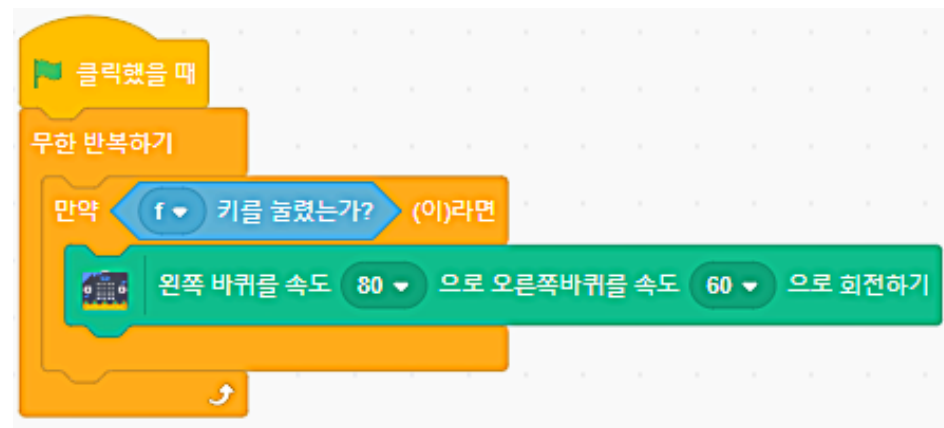 클릭했을 때
무한 반복하기
만약 f 키를 눌렸는가? (이)라면
왼쪽 바퀴를 속도 80 으로 오른쪽바퀴를 속도 60 으로 회전하기